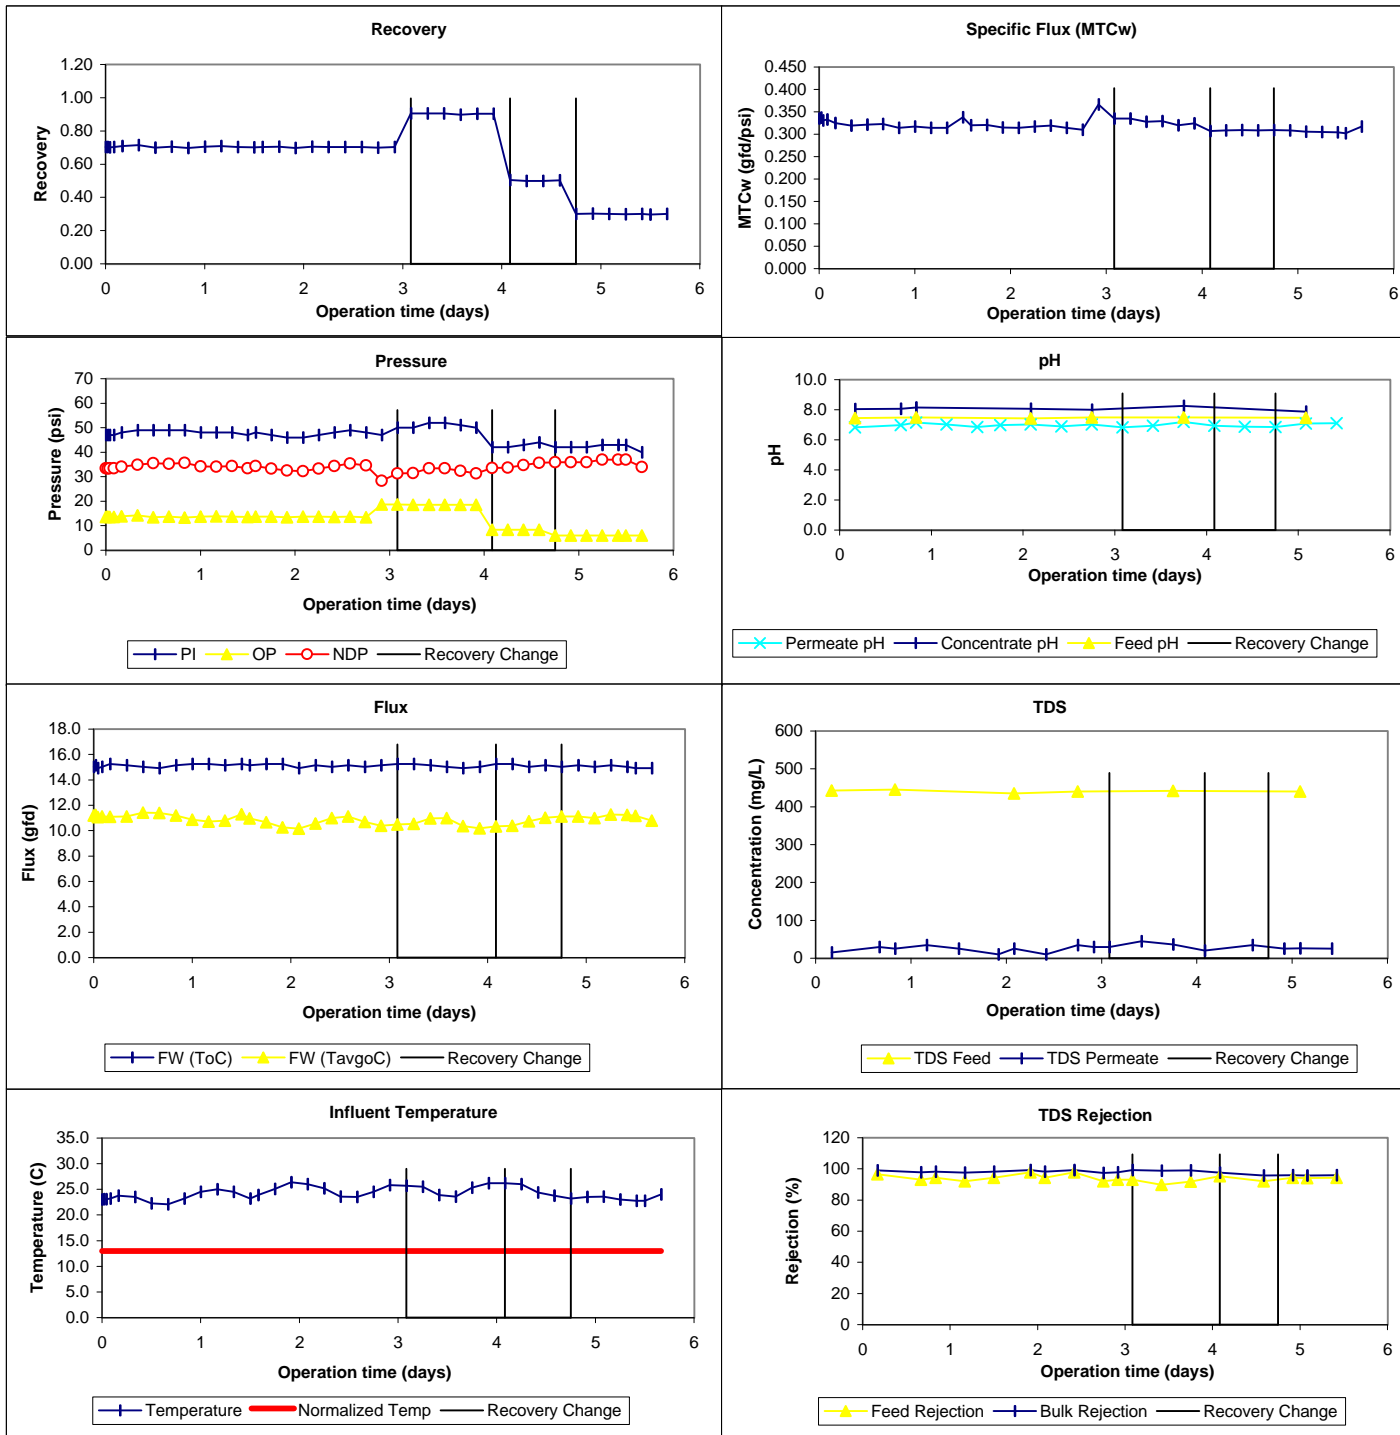 Recovery
1.20
1.00
0.80
0.60
0.40
0.20
0.00
Recovery
0 1 2 3 4 5 6
Operation time (days)
Specific Flux (MTCw)
0.450
0.400
0.350
0.300
0.250
0.200
0.150
0.100
0.050
0.000
MTCw (gfd/psi)
0 1 2 3 4 5 6
Operation time (days)
Pressure
70
60
50
40
30
20
10
0
Pressure (psi)
0 1 2 3 4 5 6
Operation time (days)
PI OP NDP Recovery Change
pH
10.0
8.0
6.0
4.0
2.0
0.0
pH
0 1 2 3 4 5 6
Operation time (days)
Permeate pH Concentrate pH Feed pH Recovery Change
Flux
18.0
16.0
14.0
12.0
10.0
8.0
6.0
4.0
2.0
0.0
Flux (gfd)
0 1 2 3 4 5 6
Operation time (days)
FW (ToC) FW (TavgoC) Recovery Change
TDS
600
500
400
300
200
100
0
Concentration (mg/L)
0 1 2 3 4 5 6
Operation time (days)
TDS Feed TDS Permeate Recovery Change
Influent Temperature
35.0
30.0
25.0
20.0
15.0
10.0
5.0
0.0
Temperature (C)
0 1 2 3 4 5 6
Operation time (days)
Temperature Normalized Temp Recovery Change
TDS Rejection
120
100
80
60
40
20
0
Rejection (%)
0 1 2 3 4 5 6
Operation time (days)
Feed Rejection Bulk Rejection Recovery Change